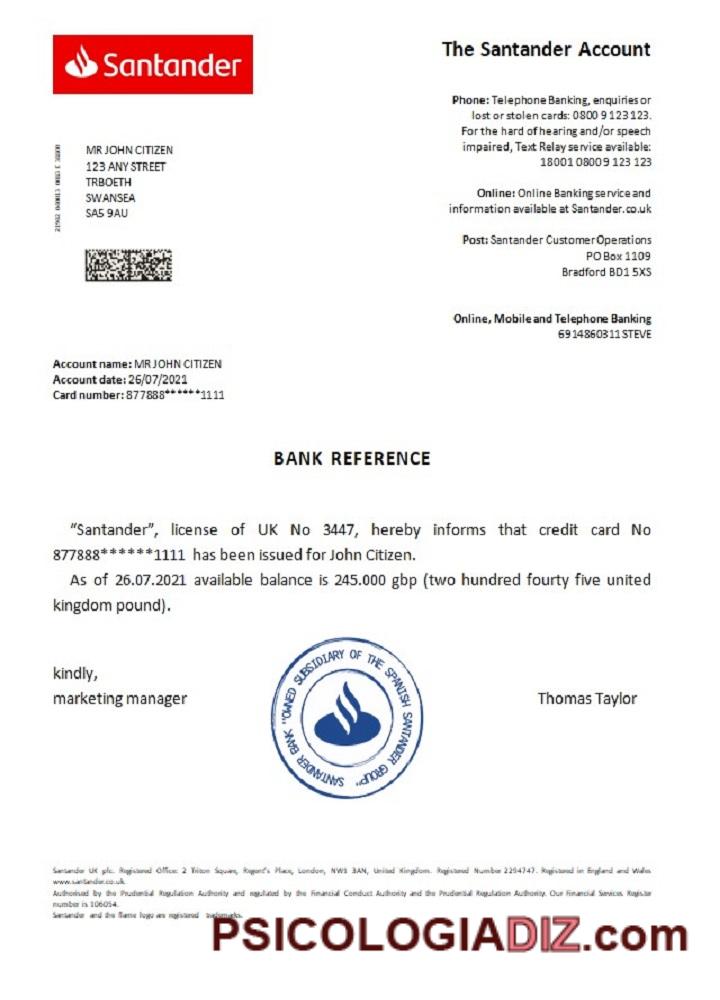 Santander
The Santander Account
Phone: Telephone Banking, enquiries or
lost or stolen cards: 0800 9 123 123.
For the hard of hearing and/or speech
impaired, Text Relay service available:
18001 0800 9 123 123
MR JOHN CITIZEN
123 ANY STREET
TRBOETH
SWANSEA
SA5 9AU
Online: Online Banking service and
information available at Santander.co.uk
Post: Santander Customer Operations
PO Box 1109
Bradford BD1 5XS
Online, Mobile and Telephone Banking
6914860311 STEVE
Account name: MR JOHN CITIZEN
Account date: 26/07/2021
Card number: 877888******1111
BANK REFERENCE
"Santander", license of UK No 3447, hereby informs that credit card No
877888******1111 has been issued for John Citizen.
As of 26.07.2021 available balance is 245.000 gbp (two hundred fourty five united
kingdom pound).
kindly,
marketing manager
SANTANDER BANK "OWNED SUBSIDIARY OF THE SPANISH SANTANDER GROUP"
Thomas Taylor
Santander UK plc. Registered Office: 2 Triton Square, Regent's Place, London, NW1 3AN, United Kingdom. Registered Number 2294747. Registered in England and Wales
www.santander.co.uk.
Authorised by the Prudential Regulation Authority and regulated by the Financial Conduct Authority and the Prudential Regulation Authority. Our Financial Services Register
number is 106054.
Santander and the flame logo are registered trademarks.
PSICOLOGIADIZ.com